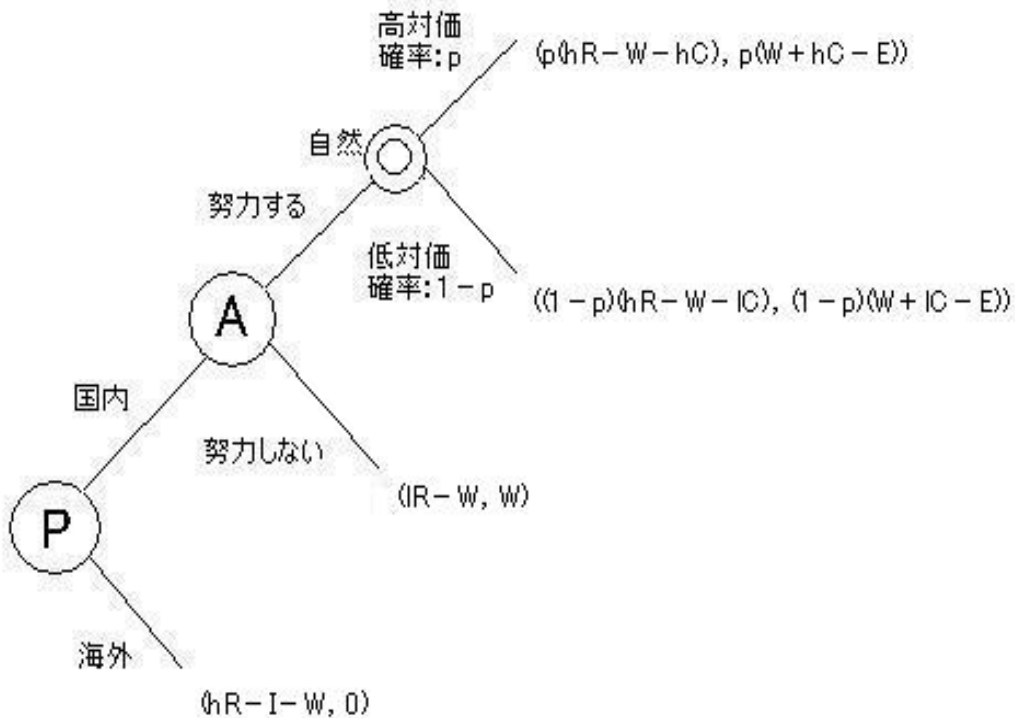 高対価
確率:p
(p(hR-W-hC), p(W+hC-E))
自然
努力する
低対価
確率:1-p
((1-p)(hR-W-lC), (1-p)(W+lC-E))
A
国内
努力しない
(lR-W, W)
P
海外
(hR-I-W, 0)